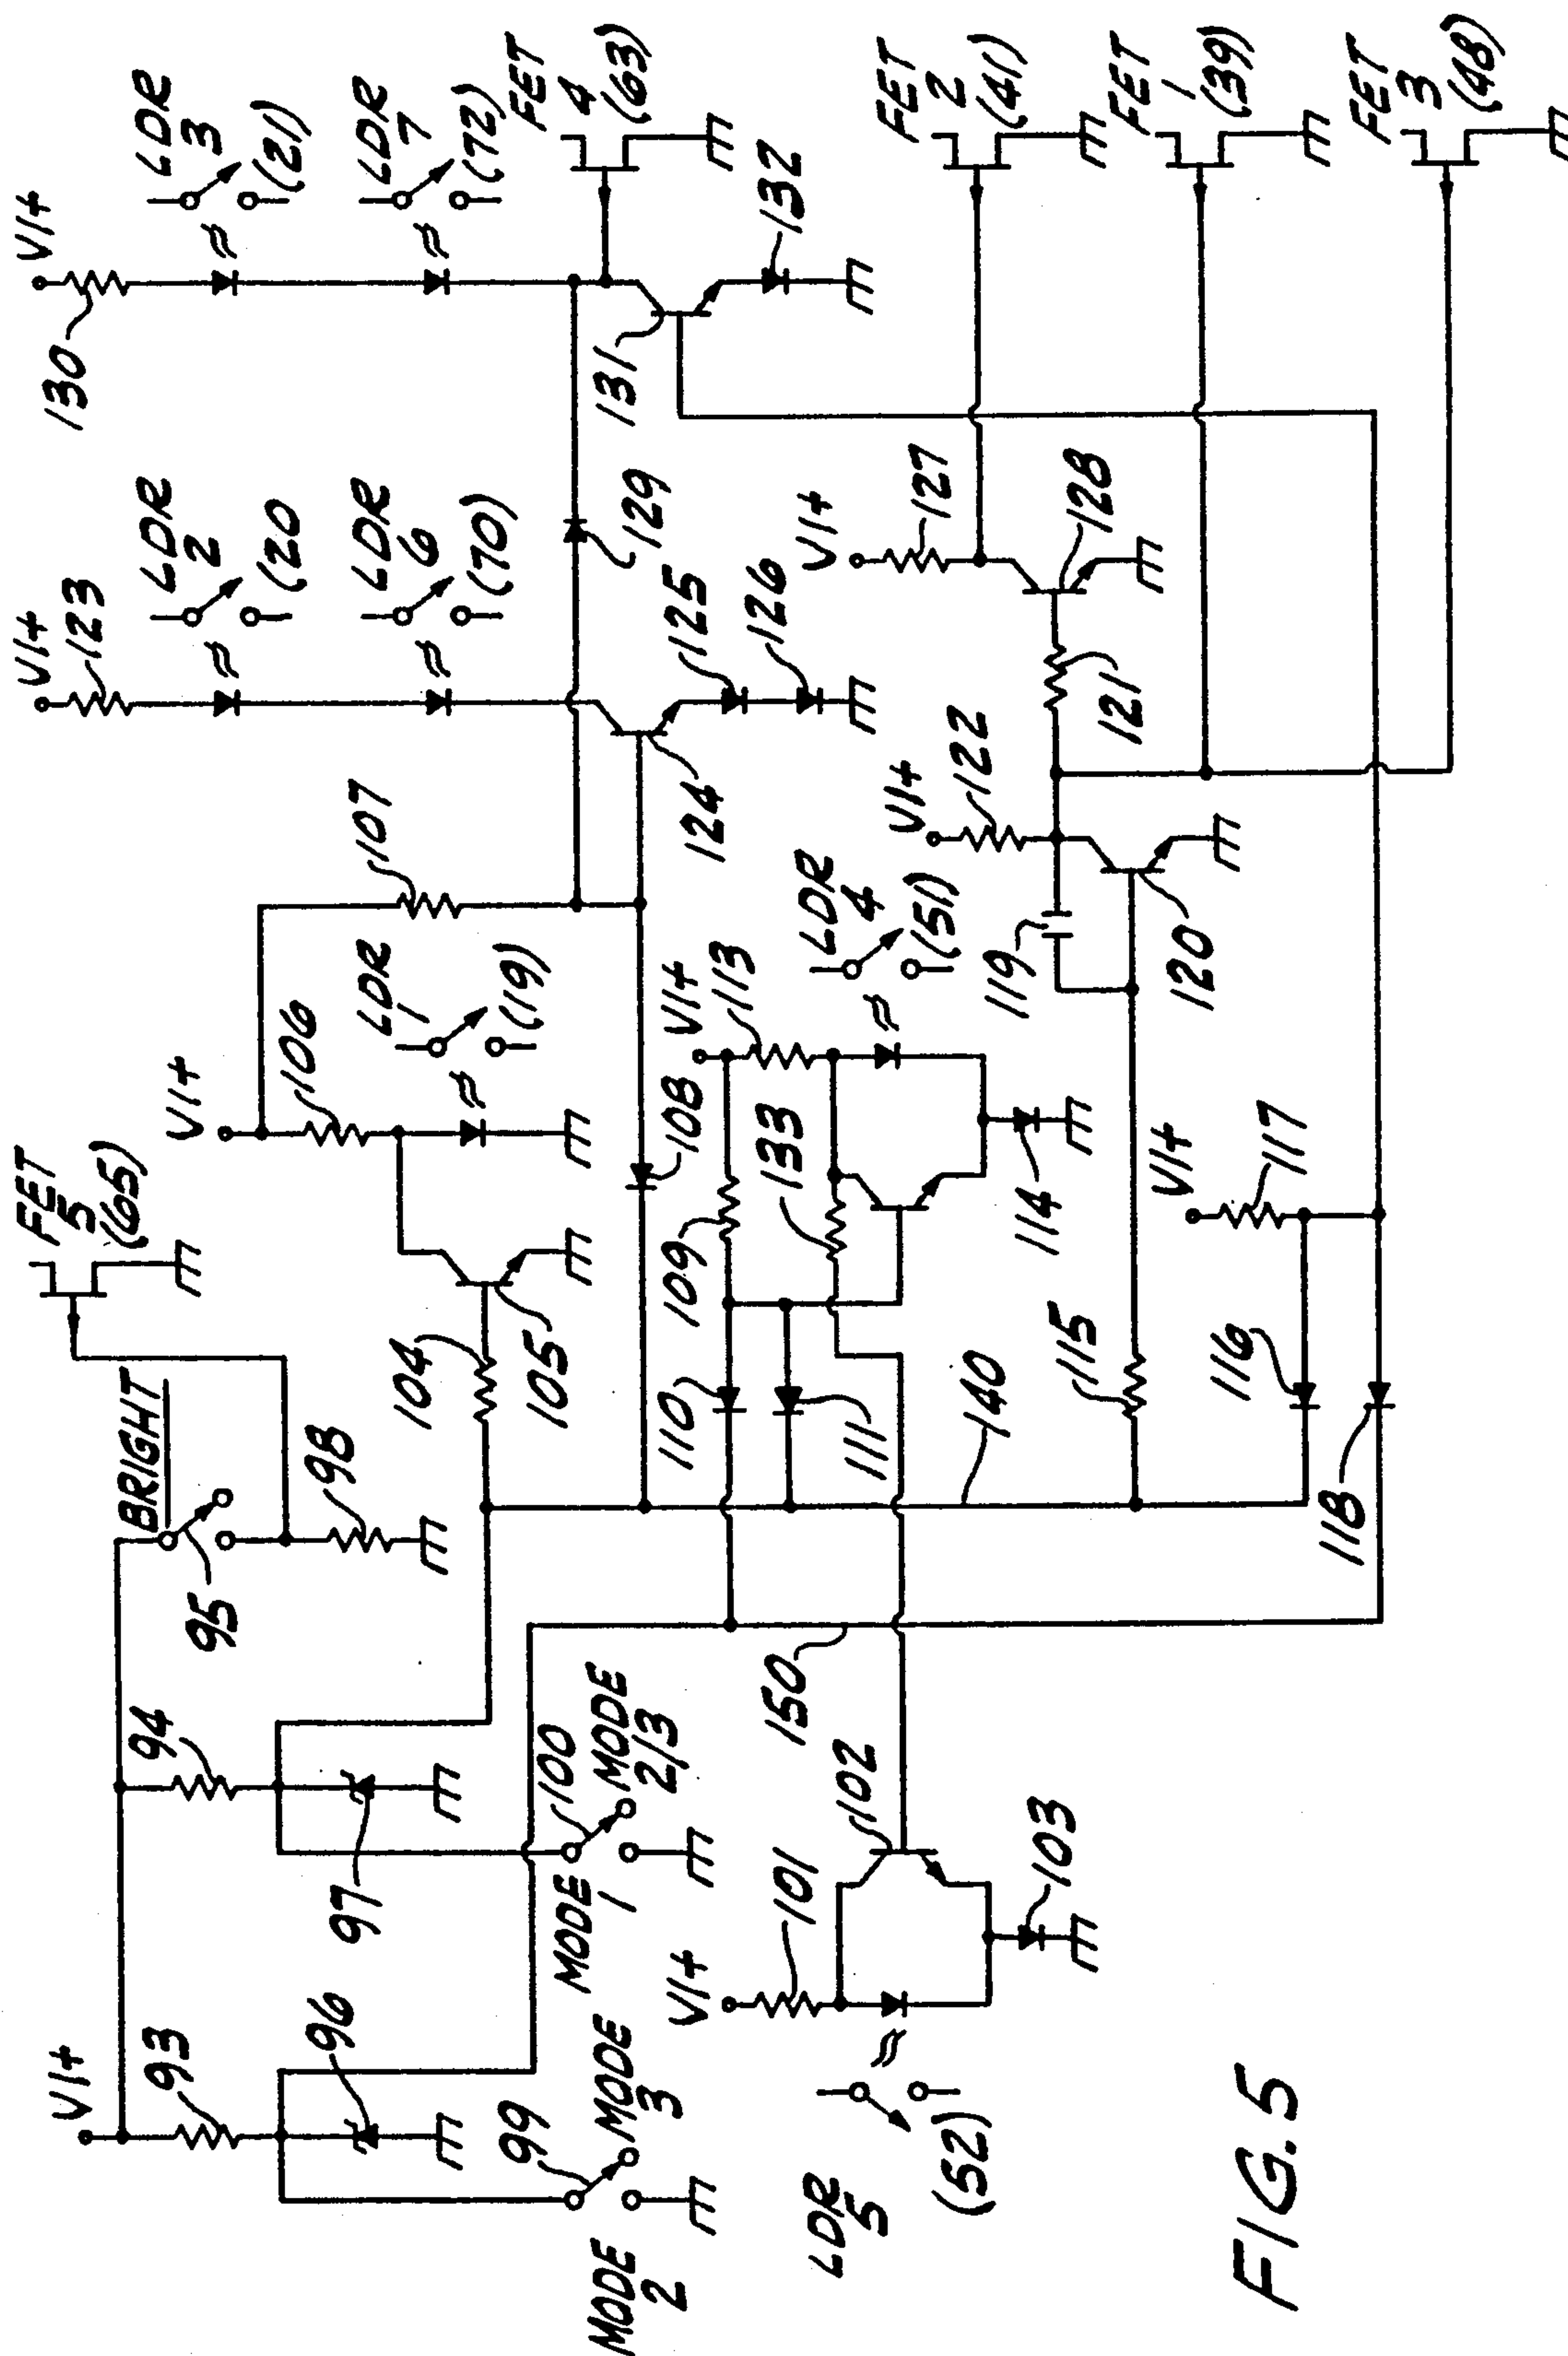 V1+
93
96
99
MODE
2
MODE
3
94
97
100
MODE
1
MODE
2/3
BRIGHT
95
98
FET
5
(65)
V1+
106
LDR
1
(19)
104
105
107
V1+
123
LDR
2
(20
LDR
6
(70)
V1+
130
LDR
3
(21)
LDR
7
(72)
FET
4
(63)
131
132
129
124
125
126
108
109
110
111
133
V1+
113
LDR
4
(51)
114
150
140
V1+
101
102
103
LDR
5
(52)
115
116
118
V1+
117
119
120
V1+
122
121
V1+
127
128
FET
2
(41)
FET
1
(39)
FET
3
(48)
FIG. 5